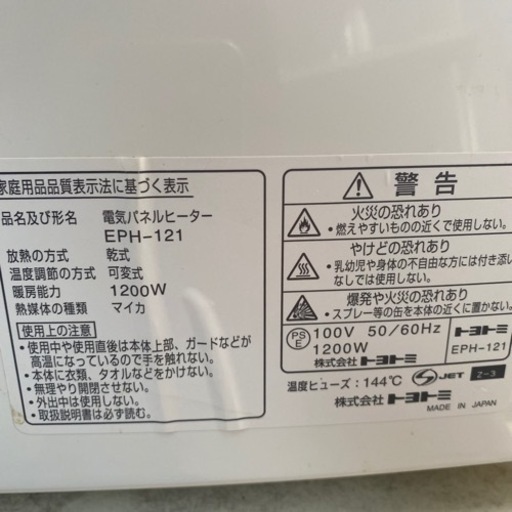 家庭用品品質表示法に基づく表示
品名及び形名 電気パネルヒーター
EPH-121
放熱の方式 乾式
温度調節の方式 可変式
暖房能力 1200W
熱媒体の種類 マイカ
使用上の注意
・使用中や使用直後は本体上部、ガードなどが
高温になっているので手を触れない。
・本体に衣類、タオルなどをかけない。
・無理やり開閉させない。
・外出中は使用しない。
・取扱説明書は必ず読む。
警告
火災の恐れあり
・燃えやすいものの近くで使用しない。
やけどの恐れあり
・乳幼児や身体の不自由な方には付き添い
なしでは使用しない。
爆発や火災の恐れあり
・スプレー等の缶を本体の近くに置かない。
PSE 100V 50/60Hz
1200W
株式会社トヨトミ
トヨトミ
EPH-121
温度ヒューズ:144℃ S JET Z-3
株式会社 トヨトミ MADE IN JAPAN